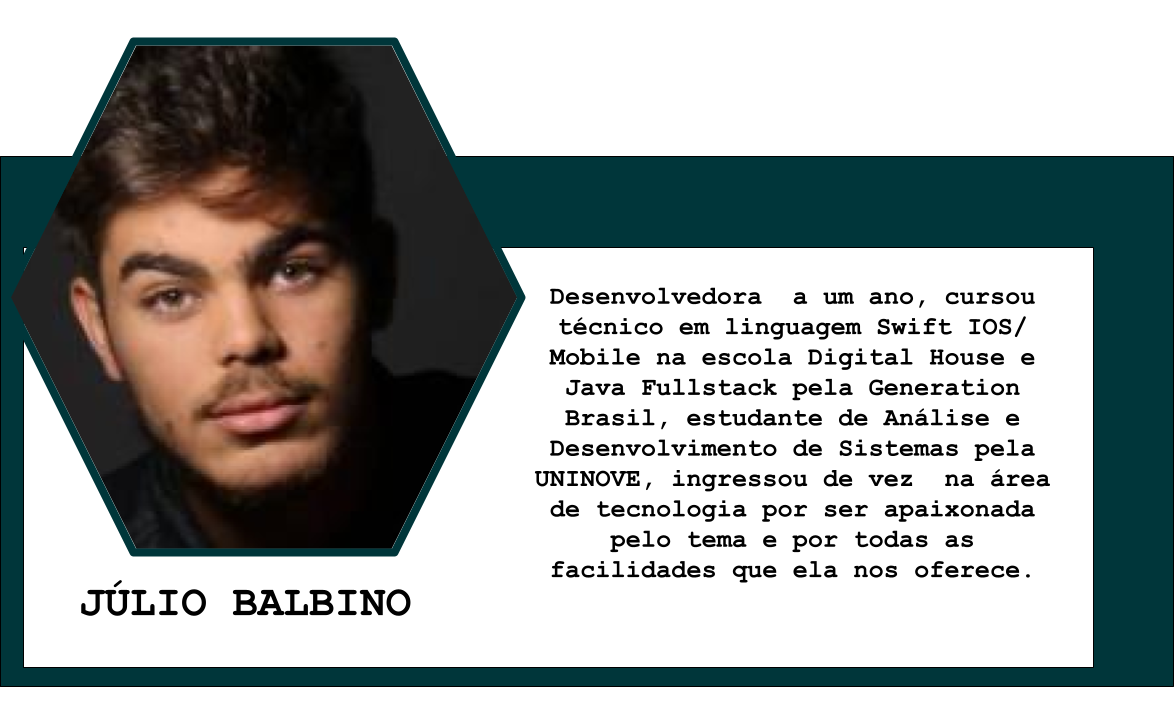 Desenvolvedora  a um ano, cursou
técnico em linguagem Swift IOS/
Mobile na escola Digital House e
Java Fullstack pela Generation
Brasil, estudante de Análise e
Desenvolvimento de Sistemas pela
UNINOVE, ingressou de vez  na área
de tecnologia por ser apaixonada
pelo tema e por todas as
facilidades que ela nos oferece.
JÚLIO BALBINO